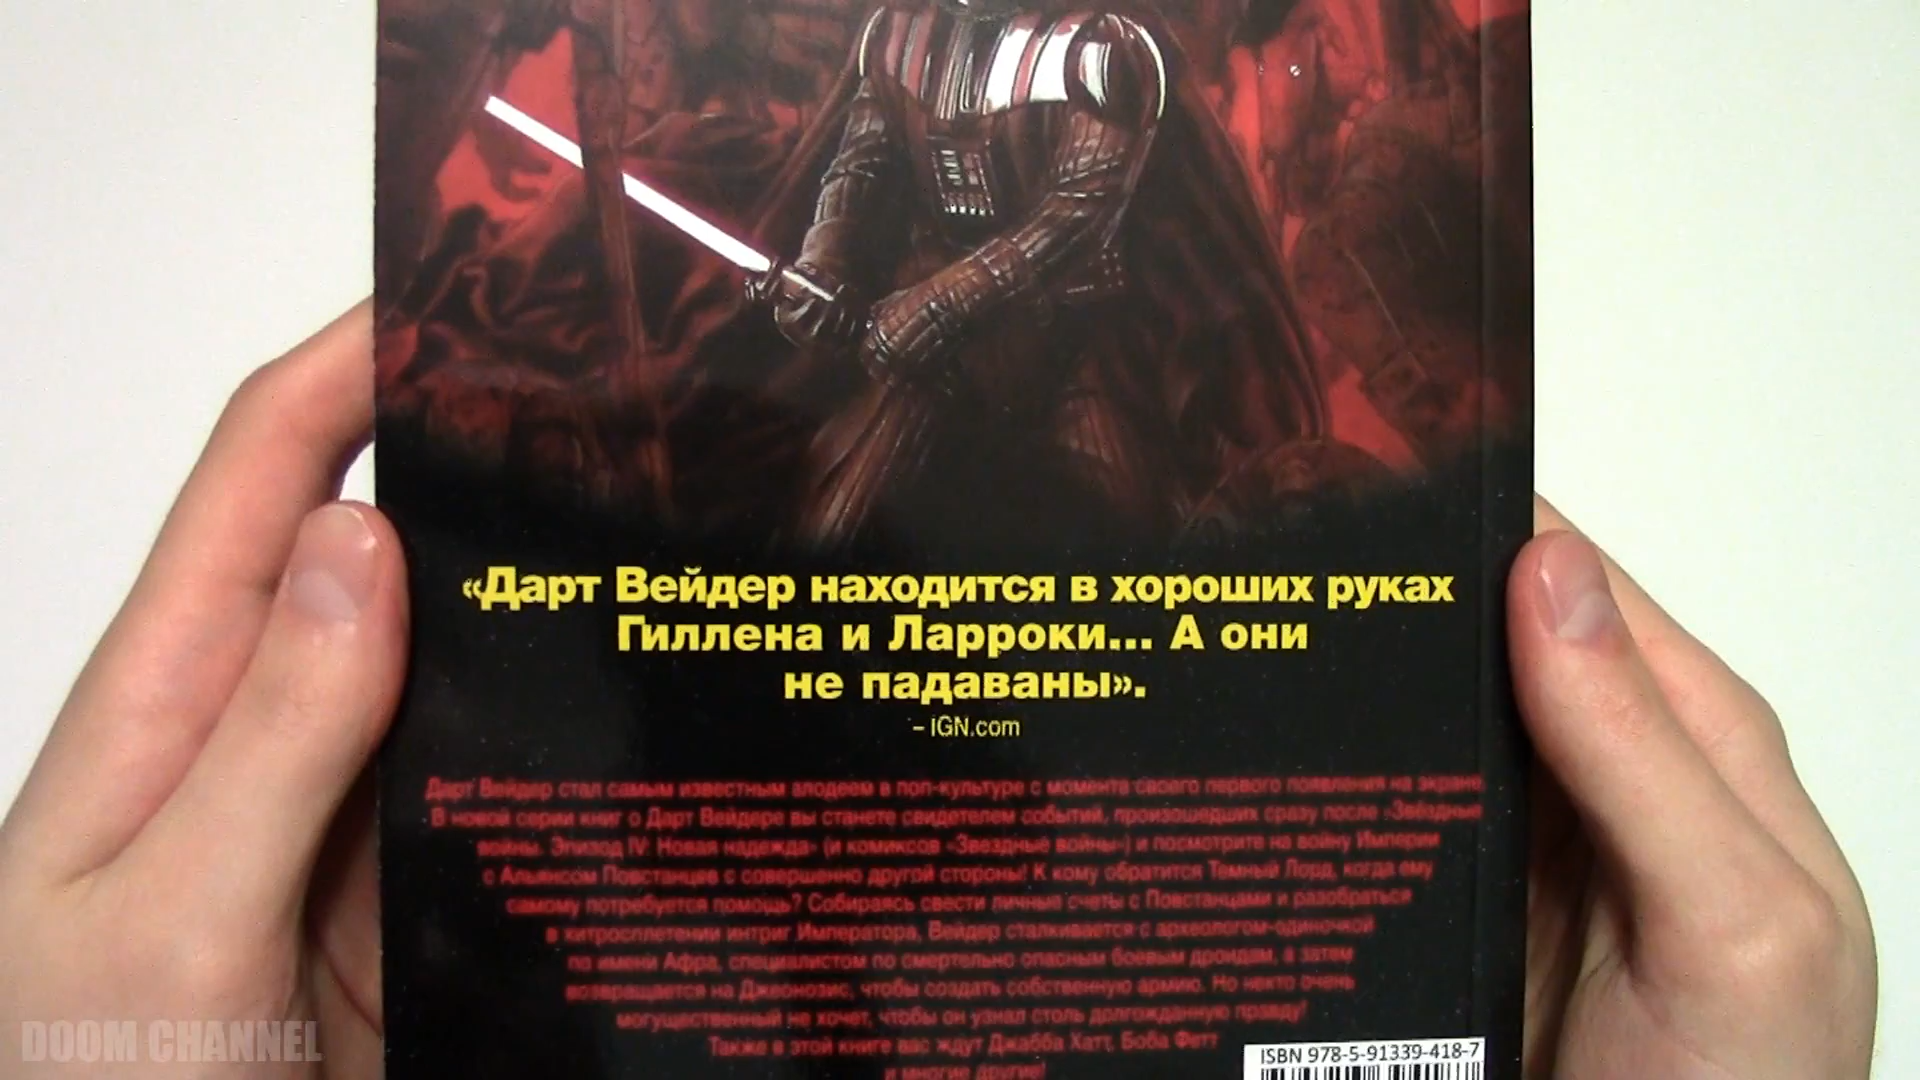 «Дарт Вейдер находится в хороших руках
Гиллена и Ларроки... А они
не падаваны».
– IGN.com
Дарт Вейдер стал самым известным злодеем в поп-культуре с момента своего первого появления на экране.
В новой серии книг о Дарт Вейдере вы станете свидетелем событий, произошедших сразу после «Звёздные
войны. Эпизод IV: Новая надежда» (и комиксов «Звездные войны») и посмотрите на войну Империи
с Альянсом Повстанцев с совершенно другой стороны! К кому обратится Темный Лорд, когда ему
самому потребуется помощь? Собираясь свести личные счеты с Повстанцами и разобраться
в хитросплетении интриг Императора, Вейдер сталкивается с археологом-одиночкой
по имени Афра, специалистом по смертельно опасным боевым дроидам, а затем
возвращается на Джеонозис, чтобы создать собственную армию. Но некто очень
могущественный не хочет, чтобы он узнал столь долгожданную правду!
Также в этой книге вас ждут Джабба Хатт, Боба Фетт
и многие другие!
ISBN 978-5-91339-418-7
DOOM CHANNEL